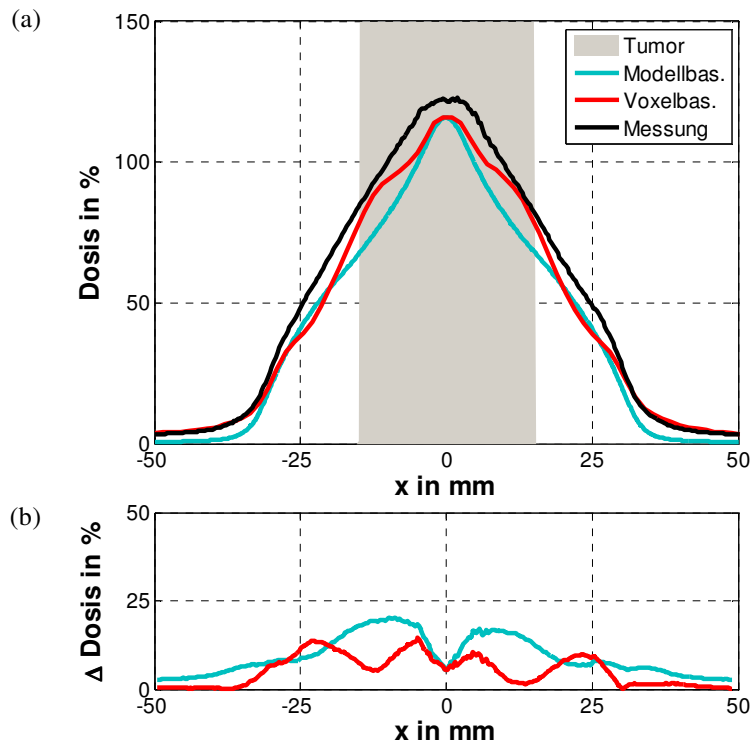 (a)
Dosis in %
150
100
50
0
Tumor
Modellbas.
Voxelbas.
Messung
-50 -25 0 25 50
x in mm
(b)
Δ Dosis in %
50
25
0
-50 -25 0 25 50
x in mm